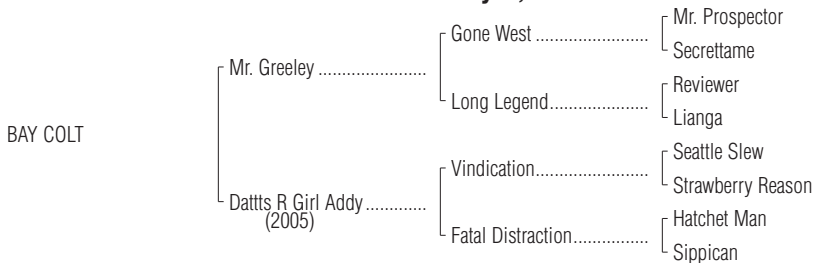 Mr. Prospector
Gone West ........................
Secrettame
Mr. Greeley .......................
Reviewer
Long Legend.....................
Lianga
BAY COLT
Seattle Slew
Vindication........................
Strawberry Reason
Dattts R Girl Addy .............
(2005)
Hatchet Man
Fatal Distraction................
Sippican